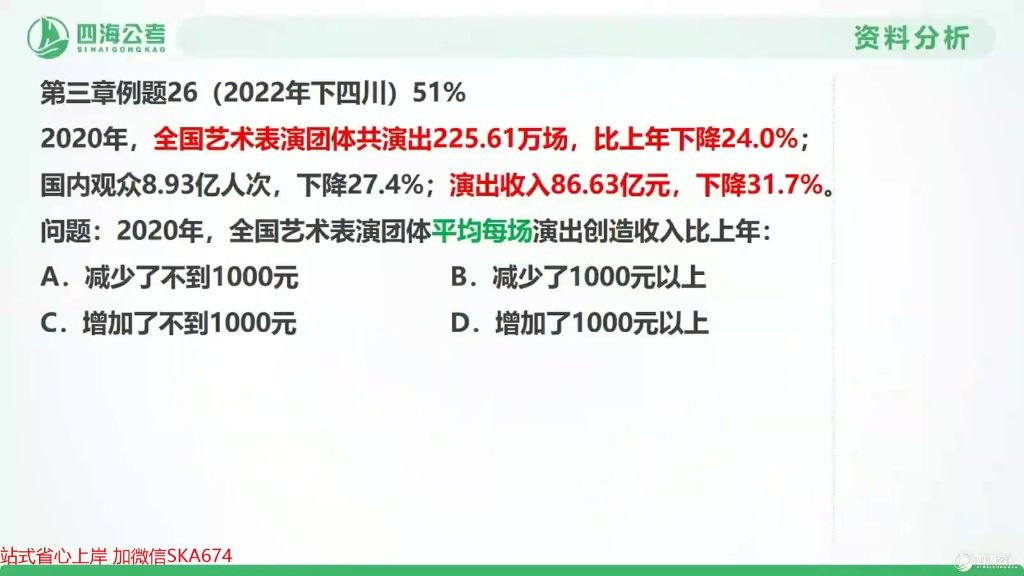 四海公考
SIHAIGONGKAO
资料分析
第三章例题26（2022年下四川）51%
2020年，全国艺术表演团体共演出225.61万场，比上年下降24.0%；
国内观众8.93亿人次，下降27.4%；演出收入86.63亿元，下降31.7%。
问题：2020年，全国艺术表演团体平均每场演出创造收入比上年：
A．减少了不到1000元 B．减少了1000元以上
C．增加了不到1000元 D．增加了1000元以上
站式省心上岸 加微信SKA674
四海公考